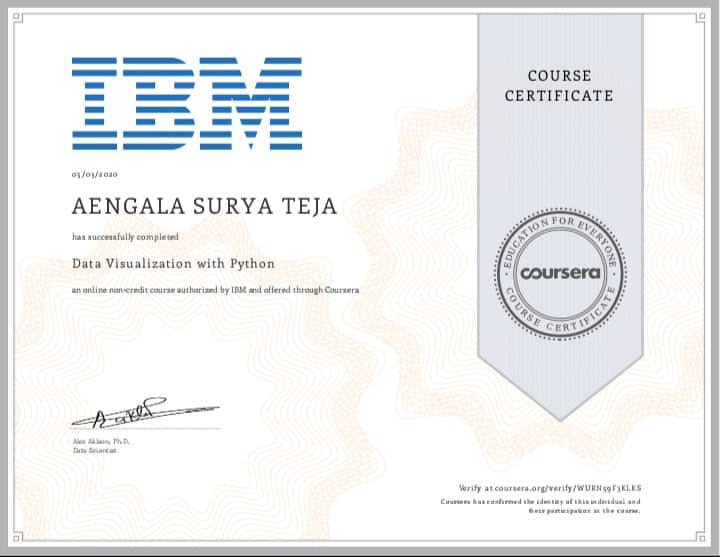 IBM
COURSE
CERTIFICATE
05/03/2020
AENGALA SURYA TEJA
has successfully completed
Data Visualization with Python
an online non-credit course authorized by IBM and offered through Coursera
EDUCATION FOR EVERYONE
coursera
COURSE CERTIFICATE
Alex Aklson, Ph.D.
Data Scientist
Verify at coursera.org/verify/WURN59F3KLKS
Coursera has confirmed the identity of this individual and
their participation in the course.